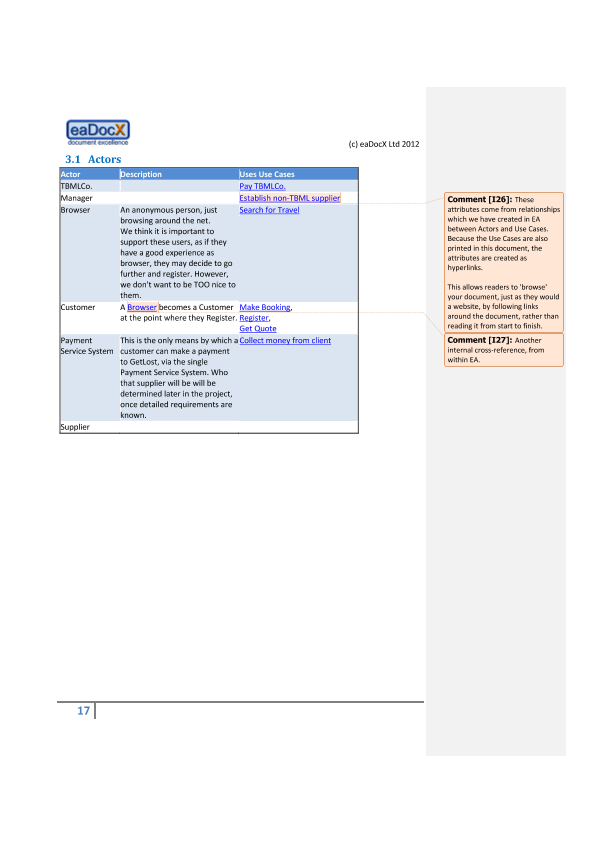 eaDocX
document excellence
(c) eaDocX Ltd 2012
3.1 Actors
Actor Description Uses Use Cases
TBMLCo. Pay TBMLCo.
Manager Establish non-TBML supplier
Browser An anonymous person, just Search for Travel
browsing around the net.
We think it is important to
support these users, as if they
have a good experience as
browser, they may decide to go
further and register. However,
we don't want to be TOO nice to
them.
Customer A Browser becomes a Customer Make Booking,
at the point where they Register. Register,
Get Quote
Payment This is the only means by which a Collect money from client
Service System customer can make a payment
to GetLost, via the single
Payment Service System. Who
that supplier will be will be
determined later in the project,
once detailed requirements are
known.
Supplier
Comment [I26]: These
attributes come from relationships
which we have created in EA
between Actors and Use Cases.
Because the Use Cases are also
printed in this document, the
attributes are created as
hyperlinks.
This allows readers to 'browse'
your document, just as they would
a website, by following links
around the document, rather than
reading it from start to finish.
Comment [I27]: Another
internal cross-reference, from
within EA.
17